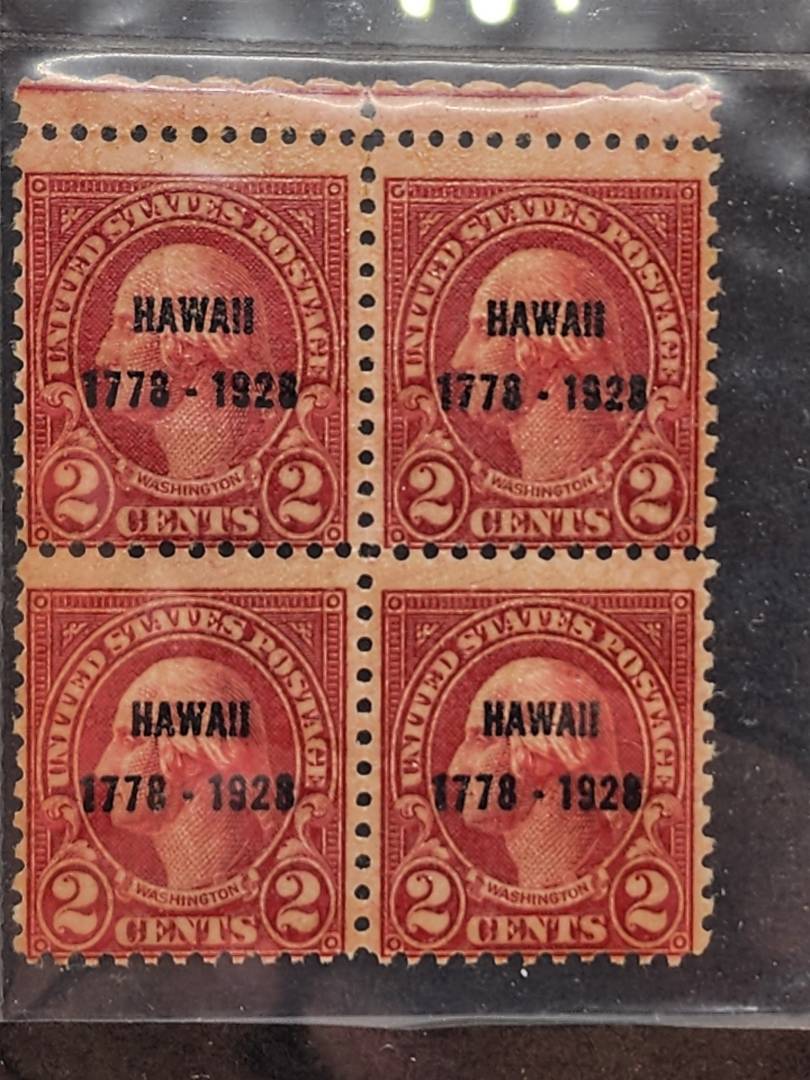 UNITED STATES POSTAGE
HAWAII
1778 - 1928
WASHINGTON
2 CENTS 2
UNITED STATES POSTAGE
HAWAII
1778 - 1928
WASHINGTON
2 CENTS 2
UNITED STATES POSTAGE
HAWAII
1778 - 1928
WASHINGTON
2 CENTS 2
UNITED STATES POSTAGE
HAWAII
1778 - 1928
WASHINGTON
2 CENTS 2